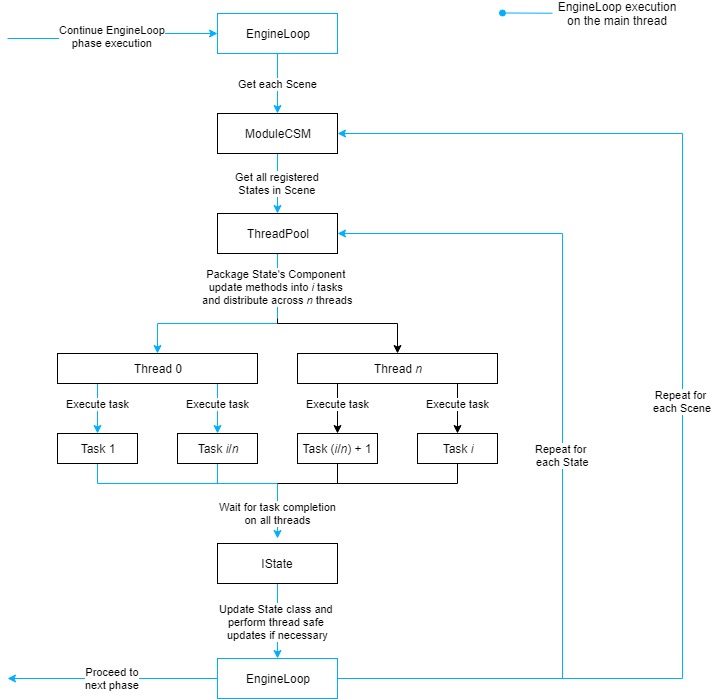 EngineLoop execution
on the main thread
Continue EngineLoop
phase execution
EngineLoop
Get each Scene
ModuleCSM
Get all registered
States in Scene
ThreadPool
Package State's Component
update methods into i tasks
and distribute across n threads
Thread 0
Thread n
Execute task
Execute task
Execute task
Execute task
Task 1
Task i/n
Task (i/n) + 1
Task i
Repeat for
each Scene
Repeat for
each State
Wait for task completion
on all threads
IState
Update State class and
perform thread safe
updates if necessary
EngineLoop
Proceed to
next phase